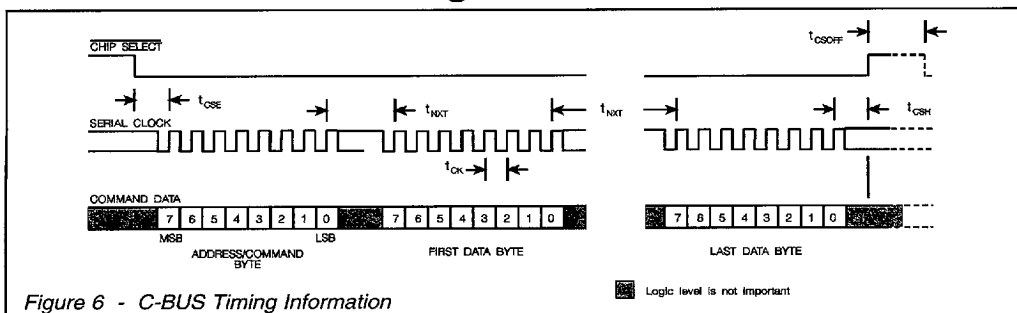 CHIP SELECT
tCSOFF
tCSE
tNXT
tNXT
tCSH
SERIAL CLOCK
tCK
COMMAND DATA
7 6 5 4 3 2 1 0
7 6 5 4 3 2 1 0
7 6 5 4 3 2 1 0
MSB
LSB
ADDRESS/COMMAND
BYTE
FIRST DATA BYTE
LAST DATA BYTE
Logic level is not important
Figure 6 - C-BUS Timing Information